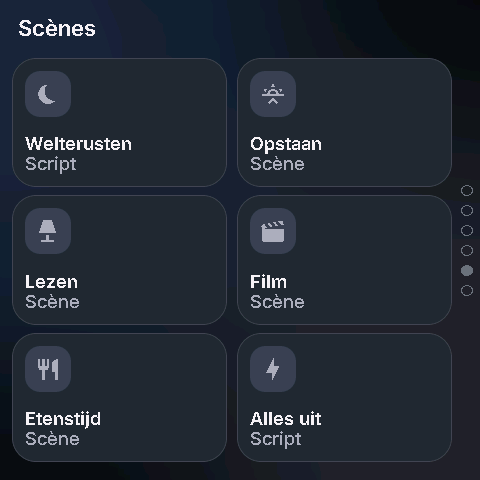 Scènes
Welterusten
Script
Opstaan
Scène
Lezen
Scène
Film
Scène
Etenstijd
Scène
Alles uit
Script